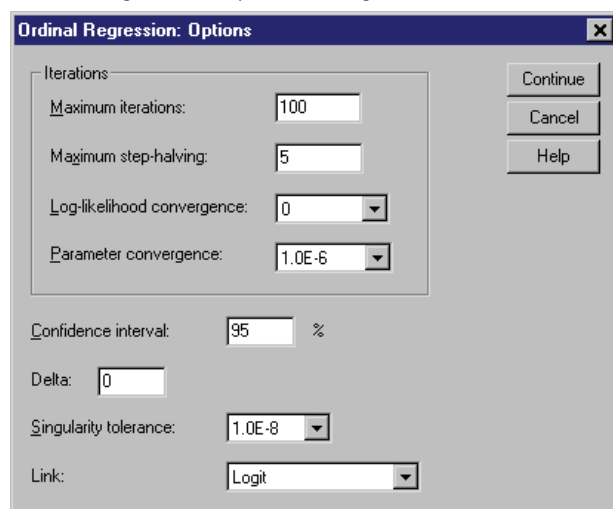 Ordinal Regression: Options
Iterations
Maximum iterations: 100
Maximum step-halving: 5
Log-likelihood convergence: 0
Parameter convergence: 1.0E-6
Confidence interval: 95 %
Delta: 0
Singularity tolerance: 1.0E-8
Link: Logit
Continue
Cancel
Help